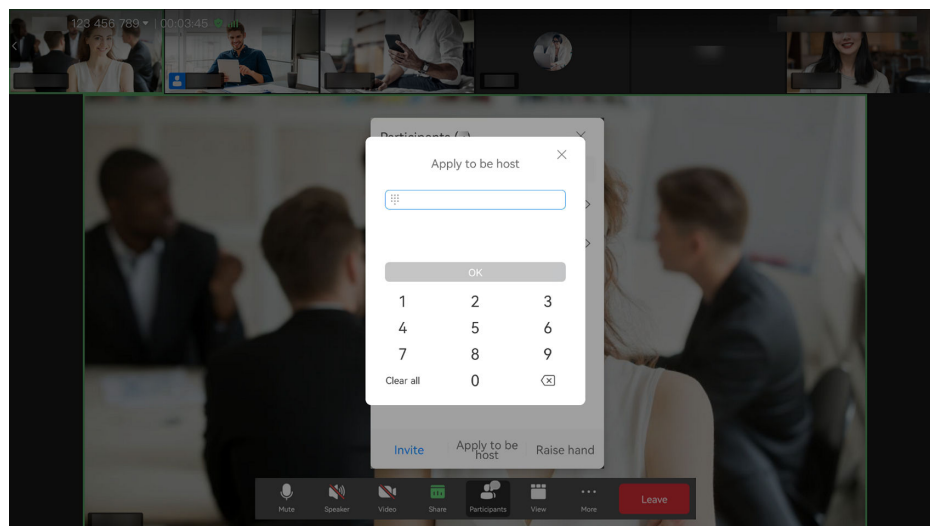 123 456 789 | 00:03:45
Participants
Apply to be host
OK
1 2 3
4 5 6
7 8 9
Clear all 0
Invite
Apply to be
host
Raise hand
Mute Speaker Video Share Participants View More Leave